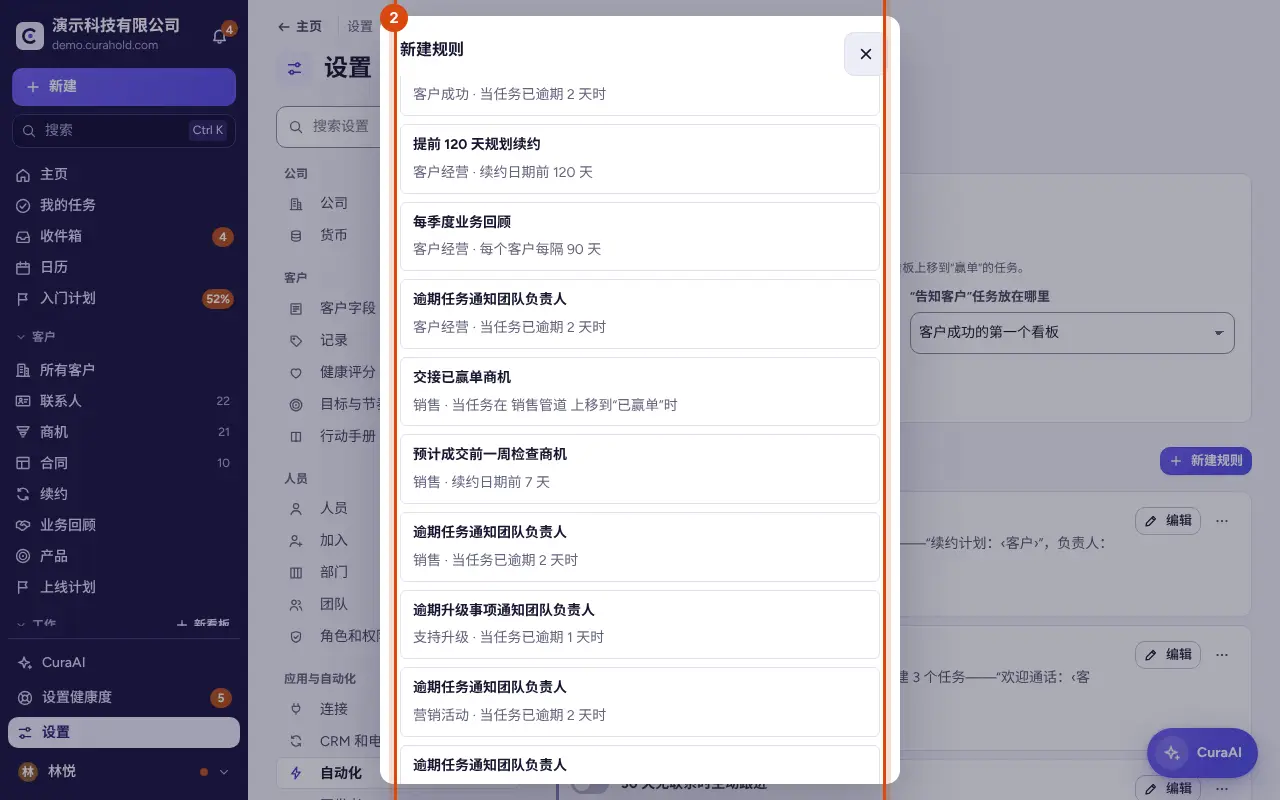 演示科技有限公司
demo.curahold.com
4
新建
搜索
Ctrl K
主页
我的任务
收件箱
4
日历
入门计划
52%
客户
所有客户
联系人
22
商机
21
合同
10
续约
业务回顾
产品
上线计划
工作
新看板
CuraAI
设置健康度
5
设置
林
林悦
主页
设置
设置
搜索设置
公司
公司
货币
客户
客户字段
记录
健康评分
目标与节奏
行动手册
人员
人员
加入
部门
团队
角色和权限
应用与自动化
连接
CRM 和电
自动化
2
新建规则
客户成功 · 当任务已逾期 2 天时
提前 120 天规划续约
客户经营 · 续约日期前 120 天
每季度业务回顾
客户经营 · 每个客户每隔 90 天
逾期任务通知团队负责人
客户经营 · 当任务已逾期 2 天时
交接已赢单商机
销售 · 当任务在 销售管道 上移到“已赢单”时
预计成交前一周检查商机
销售 · 续约日期前 7 天
逾期任务通知团队负责人
销售 · 当任务已逾期 2 天时
逾期升级事项通知团队负责人
支持升级 · 当任务已逾期 1 天时
逾期任务通知团队负责人
营销活动 · 当任务已逾期 2 天时
逾期任务通知团队负责人
板上移到“赢单”的任务。
“告知客户”任务放在哪里
客户成功的第一个看板
新建规则
编辑
——“续约计划：‹客户›”，负责人：
编辑
建 3 个任务——“欢迎通话：‹客
CuraAI
编辑